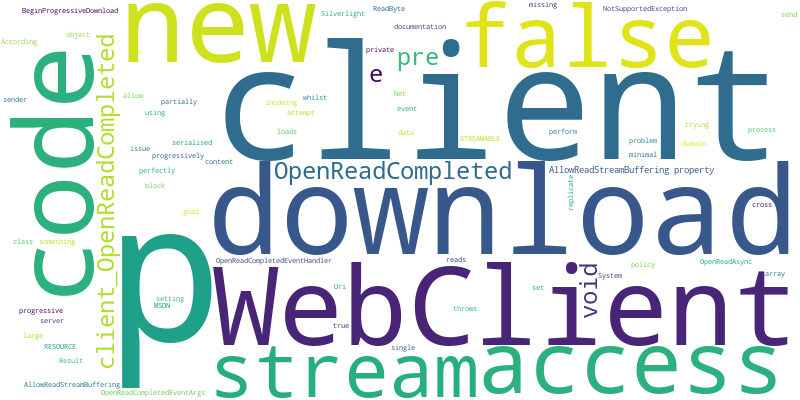 BeginProgressiveDownload
new
Silverlight
ReadByte
missing
NotSupportedException
send
According
object
documentation
false
code
client_OpenReadCompleted
client
private
pre
e
sender
allow
partially
incoming
whilst
Net
event
using
attempt
trying
loads
data
STREAMABLE
perform
process
issue
serialised
problem
domain
progressively
content
minimal
perfectly
OpenReadCompleted
AllowReadStreamBuffering property
block
replicate
download
goal
cross
p
class
something
OpenReadCompletedEventHandler
reads
policy
OpenReadAsync
WebClient
void
System
array
setting
MSDN
Uri
set
progressive
throws
server
true
large
single
RESOURCE
stream
access
Result
AllowReadStreamBuffering
OpenReadCompletedEventArgs